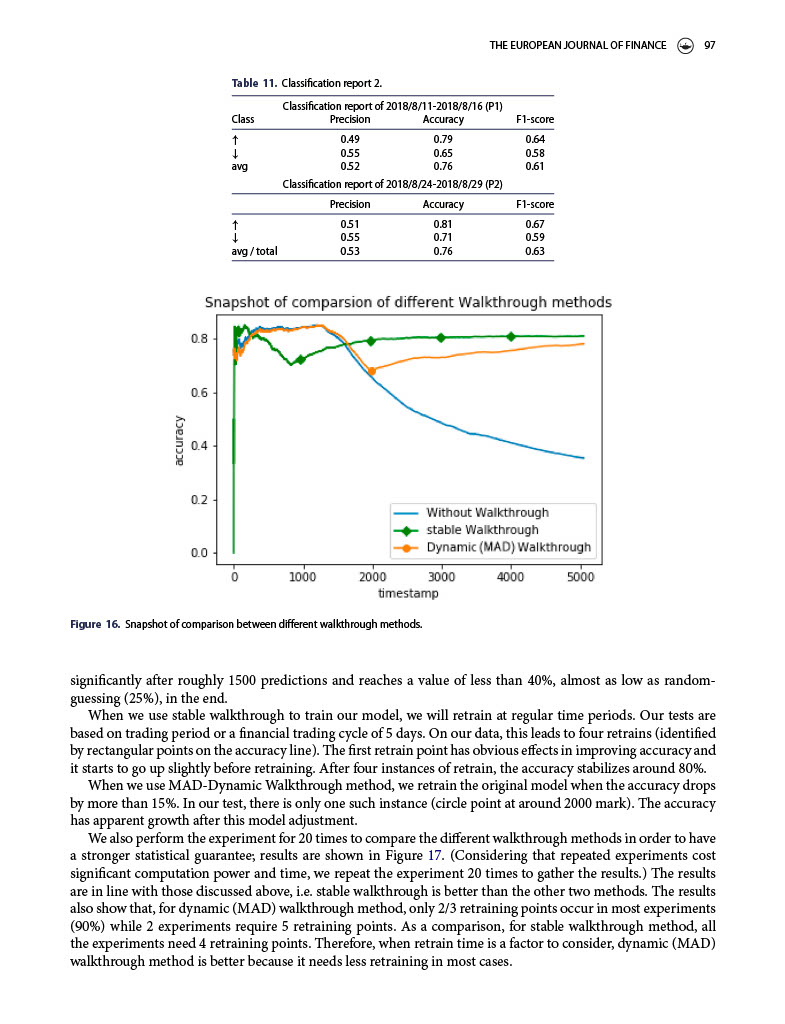 THE EUROPEAN JOURNAL OF FINANCE 97
Table 11. Classification report 2.
Classification report of 2018/8/11-2018/8/16 (P1)
Class Precision Accuracy F1-score
↑ 0.49 0.79 0.64
↓ 0.55 0.65 0.58
avg 0.52 0.76 0.61
Classification report of 2018/8/24-2018/8/29 (P2)
Precision Accuracy F1-score
↑ 0.51 0.81 0.67
↓ 0.55 0.71 0.59
avg / total 0.53 0.76 0.63
Snapshot of comparsion of different Walkthrough methods
accuracy
0.8
0.6
0.4
0.2
0.0
Without Walkthrough
stable Walkthrough
Dynamic (MAD) Walkthrough
0 1000 2000 3000 4000 5000
timestamp
Figure 16. Snapshot of comparison between different walkthrough methods.
significantly after roughly 1500 predictions and reaches a value of less than 40%, almost as low as random-
guessing (25%), in the end.
When we use stable walkthrough to train our model, we will retrain at regular time periods. Our tests are
based on trading period or a financial trading cycle of 5 days. On our data, this leads to four retrains (identified
by rectangular points on the accuracy line). The first retrain point has obvious effects in improving accuracy and
it starts to go up slightly before retraining. After four instances of retrain, the accuracy stabilizes around 80%.
When we use MAD-Dynamic Walkthrough method, we retrain the original model when the accuracy drops
by more than 15%. In our test, there is only one such instance (circle point at around 2000 mark). The accuracy
has apparent growth after this model adjustment.
We also perform the experiment for 20 times to compare the different walkthrough methods in order to have
a stronger statistical guarantee; results are shown in Figure 17. (Considering that repeated experiments cost
significant computation power and time, we repeat the experiment 20 times to gather the results.) The results
are in line with those discussed above, i.e. stable walkthrough is better than the other two methods. The results
also show that, for dynamic (MAD) walkthrough method, only 2/3 retraining points occur in most experiments
(90%) while 2 experiments require 5 retraining points. As a comparison, for stable walkthrough method, all
the experiments need 4 retraining points. Therefore, when retrain time is a factor to consider, dynamic (MAD)
walkthrough method is better because it needs less retraining in most cases.